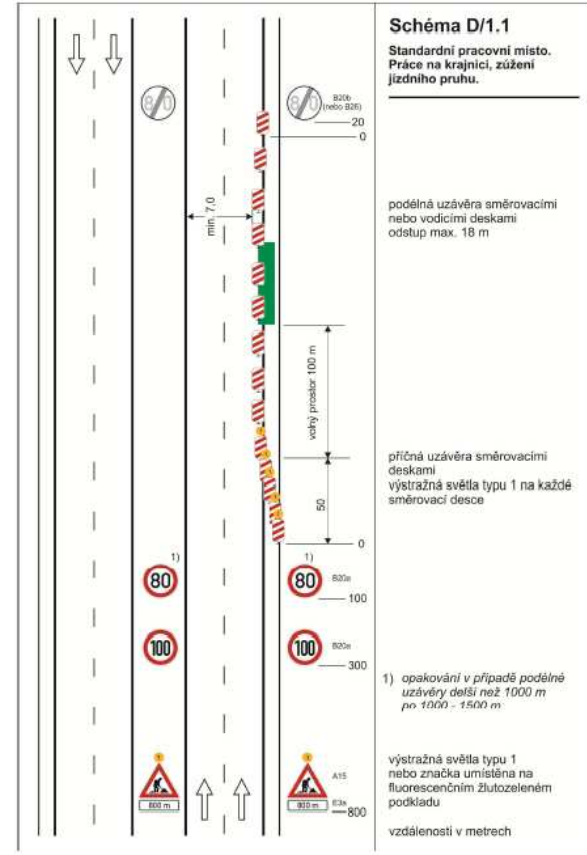 Schéma D/1.1
Standardní pracovní místo.
Práce na krajnici, zúžení
jízdního pruhu.
80
80
B20b
(nebo B26)
20
0
min. 7,0
podélná uzávěra směrovacími
nebo vodicími deskami
odstup max. 18 m
volný prostor 100 m
příčná uzávěra směrovacími
deskami
výstražná světla typu 1 na každé
směrovací desce
50
0
1)
1)
80
80
B20a
100
100
100
B20a
300
1) opakování v případě podélné
uzávěry delší než 1000 m
po 1000 - 1500 m
1
1
výstražná světla typu 1
nebo značka umístěna na
fluorescenčním žlutozeleném
podkladu
A15
800 m
800 m
E3a
800
vzdálenosti v metrech